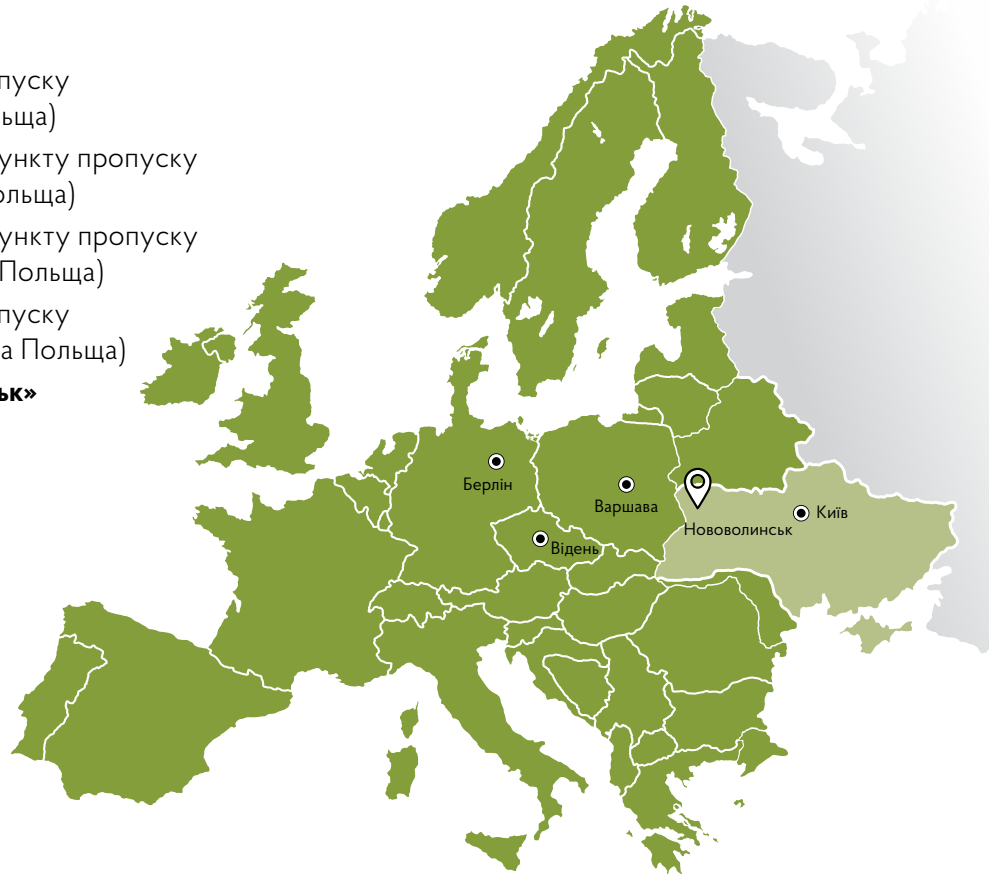 пуску
льща)
ункту пропуску
ольща)
ункту пропуску
Польща)
пуску
а Польща)
ьк»
Берлін
Варшава
Відень
Нововолинськ
Київ